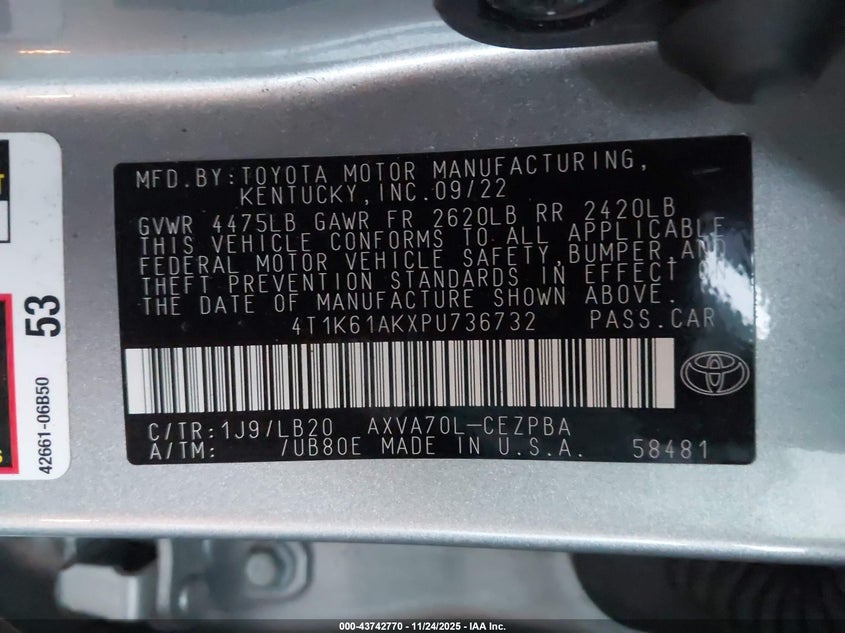 MFD.BY:TOYOTA MOTOR MANUFACTURING,
KENTUCKY,INC.09/22
GVWR 4475LB GAWR FR 2620LB RR 2420LB
THIS VEHICLE CONFORMS TO ALL APPLICABLE
FEDERAL MOTOR VEHICLE SAFETY,BUMPER,AND
THEFT PREVENTION STANDARDS IN EFFECT ON
THE DATE OF MANUFACTURE SHOWN ABOVE.
4T1K61AKXPU736732 PASS.CAR
C/TR:1J9/LB20 AXVA70L-CEZPBA
A/TM: /UB80E MADE IN U.S.A. 58481
53
42661-06B50
000-43742770 - 11/24/2025 - IAA Inc.